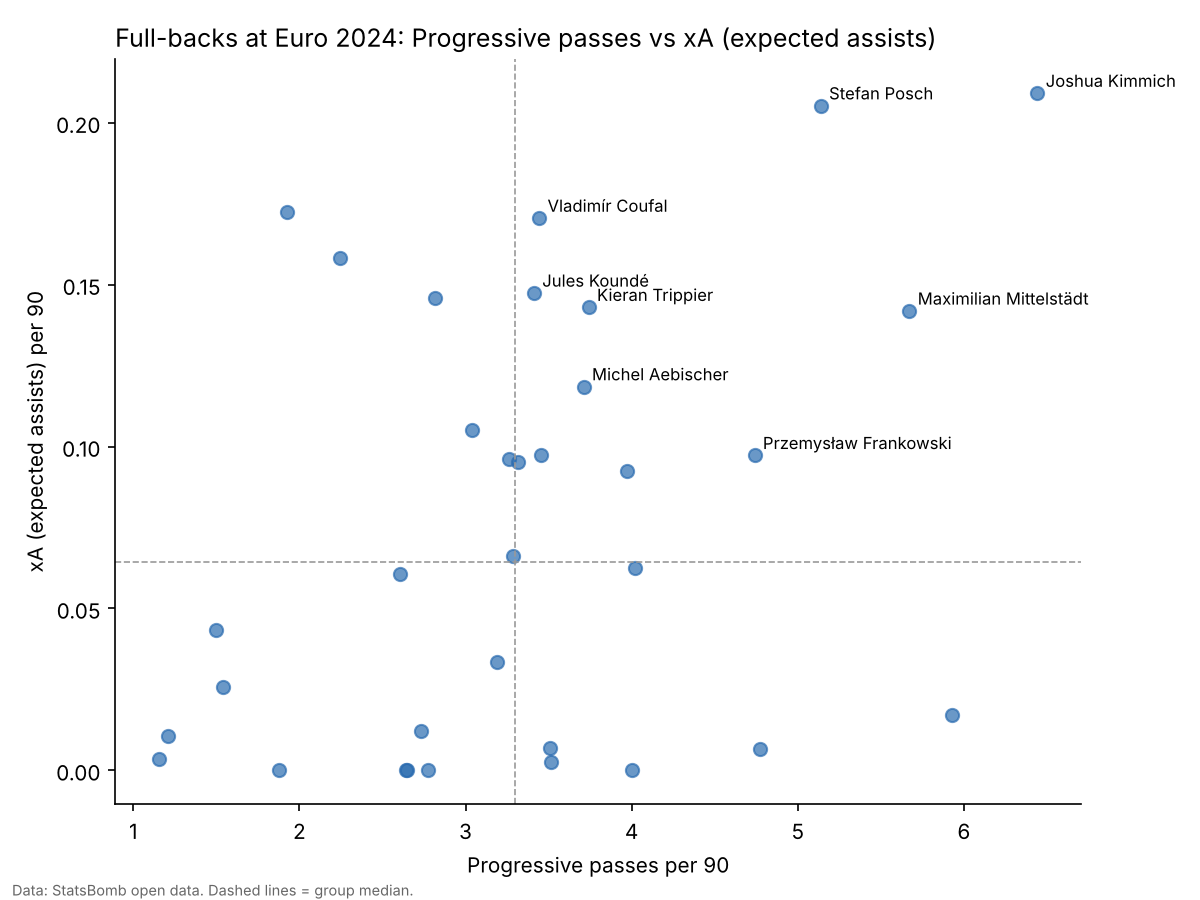 Full-backs at Euro 2024: Progressive passes vs xA (expected assists)
Joshua Kimmich
Stefan Posch
Vladimír Coufal
Jules Koundé
Kieran Trippier
Maximilian Mittelstädt
Michel Aebischer
Przemysław Frankowski
xA (expected assists) per 90
0.20
0.15
0.10
0.05
0.00
1 2 3 4 5 6
Progressive passes per 90
Data: StatsBomb open data. Dashed lines = group median.